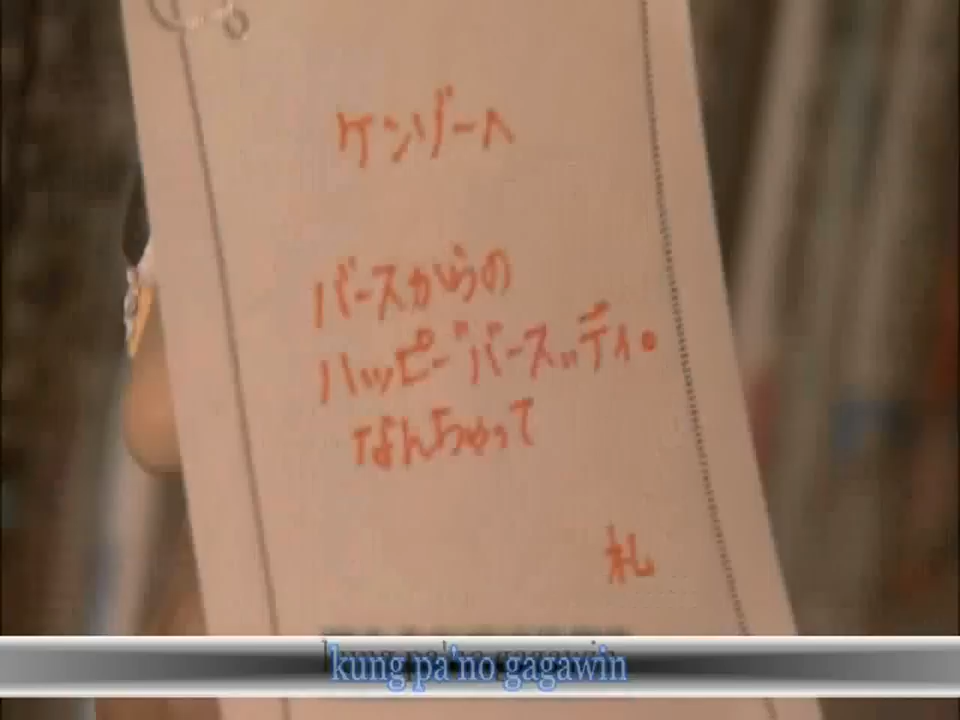 ケンゾーへ
バースからの
ハッピーバースッディ。
なんちゃって
札
kung pa'no gagawin